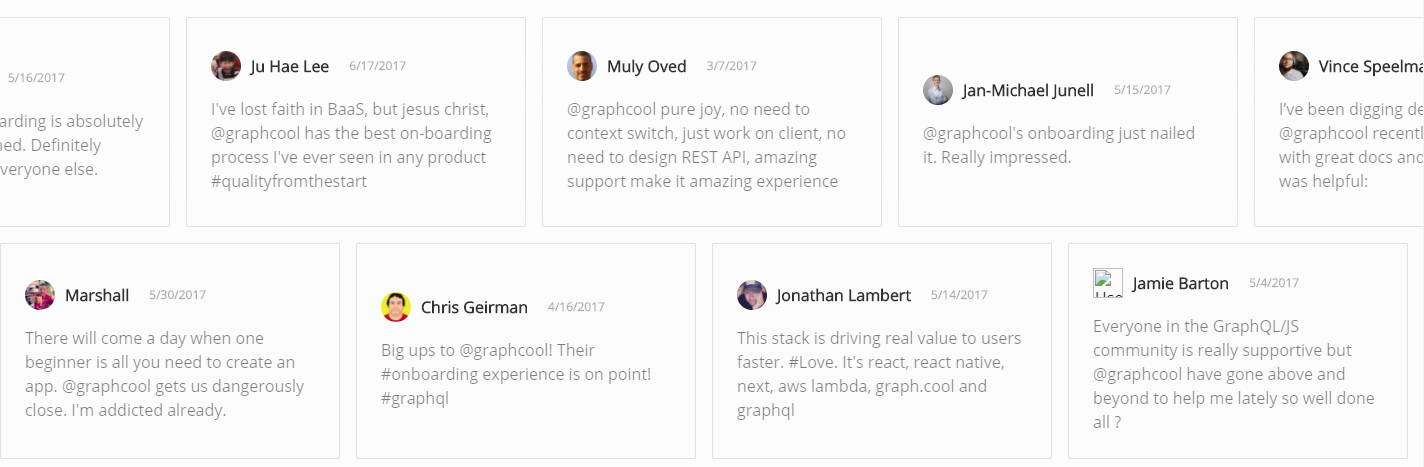 5/16/2017
arding is absolutely
ned. Definitely
veryone else.
Ju Hae Lee 6/17/2017
I've lost faith in BaaS, but jesus christ,
@graphcool has the best on-boarding
process I've ever seen in any product
#qualityfromthestart
Muly Oved 3/7/2017
@graphcool pure joy, no need to
context switch, just work on client, no
need to design REST API, amazing
support make it amazing experience
Jan-Michael Junell 5/15/2017
@graphcool's onboarding just nailed
it. Really impressed.
Vince Speelma
I've been digging de
@graphcool recentl
with great docs and
was helpful:
Marshall 5/30/2017
There will come a day when one
beginner is all you need to create an
app. @graphcool gets us dangerously
close. I'm addicted already.
Chris Geirman 4/16/2017
Big ups to @graphcool! Their
#onboarding experience is on point!
#graphql
Jonathan Lambert 5/14/2017
This stack is driving real value to users
faster. #Love. It's react, react native,
next, aws lambda, graph.cool and
graphql
Jamie Barton 5/4/2017
Everyone in the GraphQL/JS
community is really supportive but
@graphcool have gone above and
beyond to help me lately so well done
all ?